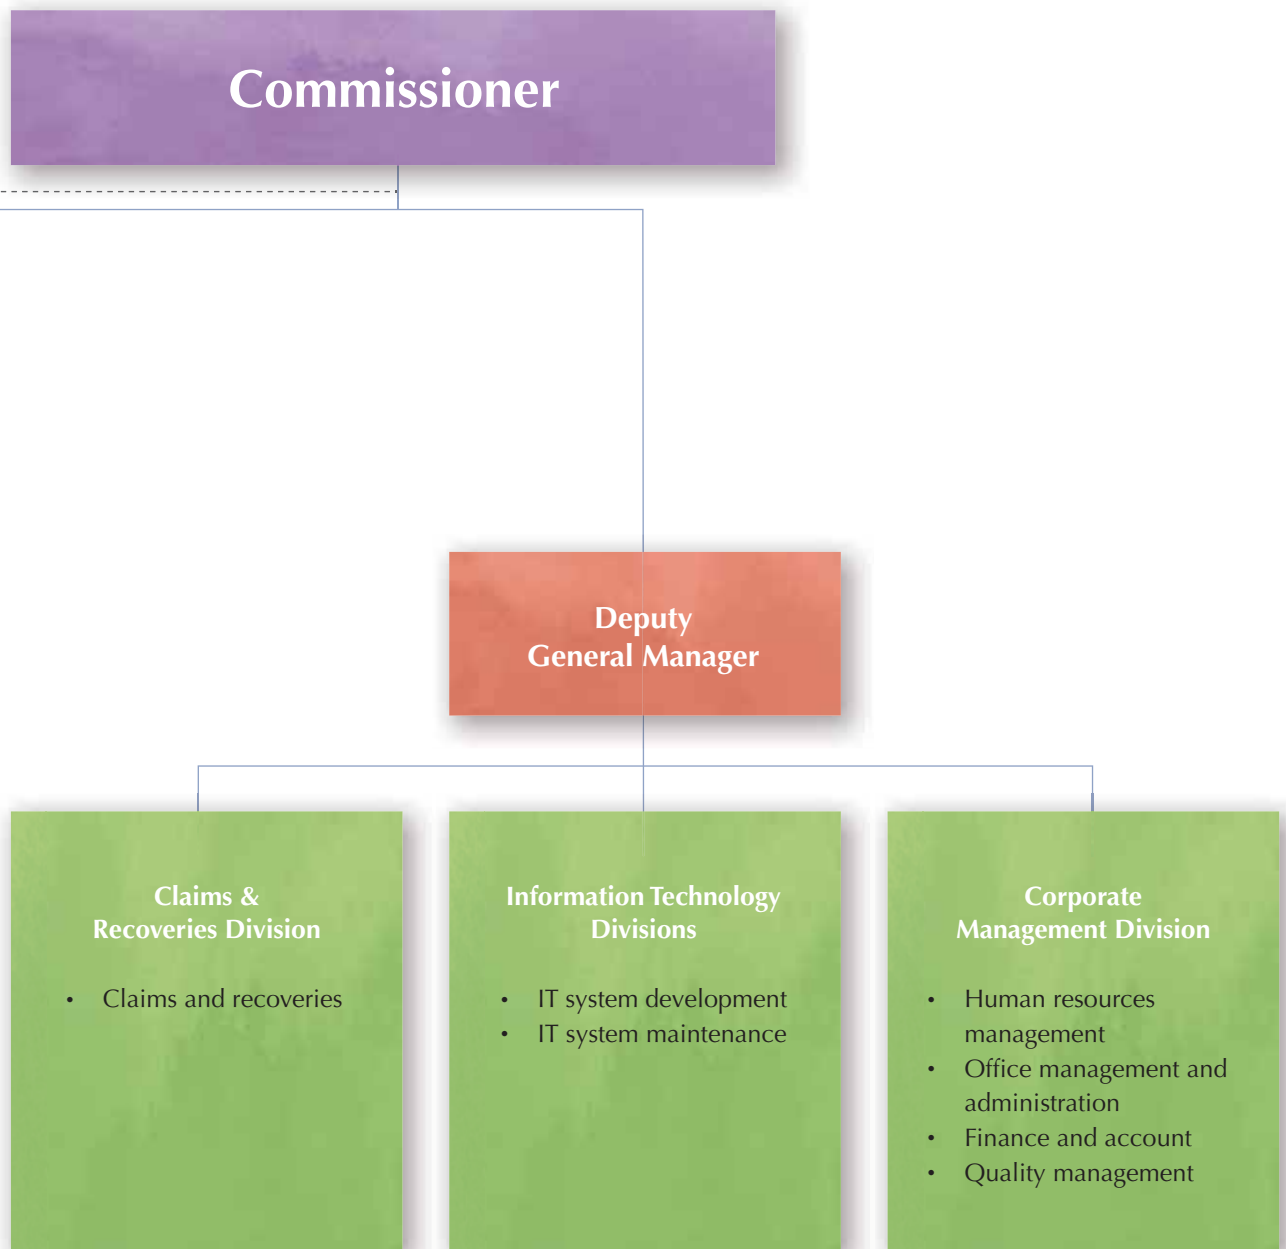 Commissioner
Deputy
General Manager
Claims &
Recoveries Division
• Claims and recoveries
Information Technology
Divisions
• IT system development
• IT system maintenance
Corporate
Management Division
• Human resources
management
• Office management and
administration
• Finance and account
• Quality management